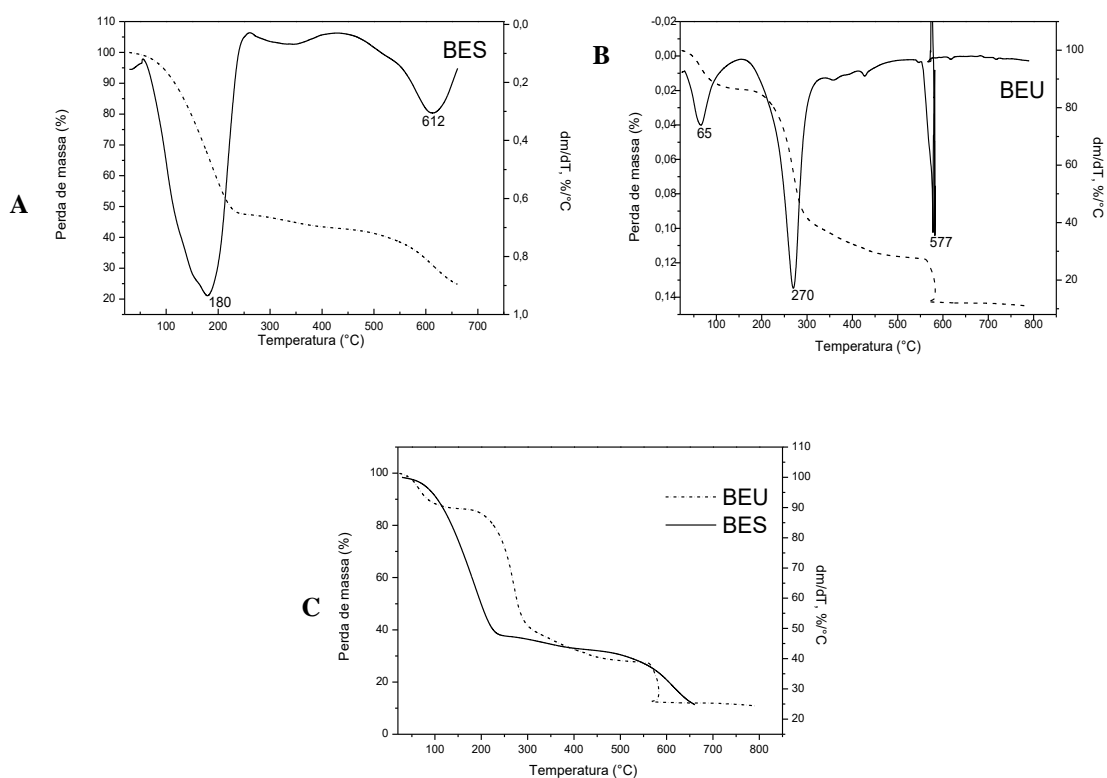 A
Perda de massa (%)
110
100
90
80
70
60
50
40
30
20
BES
180
612
0,0
0,2
0,4
0,6
0,8
1,0
dm/dT, %/°C
100 200 300 400 500 600 700
Temperatura (°C)
B
Perda de massa (%)
-0,02
0,00
0,02
0,04
0,06
0,08
0,10
0,12
0,14
BEU
65
270
577
100
80
60
40
20
dm/dT, %/°C
100 200 300 400 500 600 700 800
Temperatura (°C)
C
Perda de massa (%)
100
80
60
40
20
0
BEU
BES
110
100
90
80
70
60
50
40
30
20
dm/dT, %/°C
100 200 300 400 500 600 700 800
Temperatura (°C)